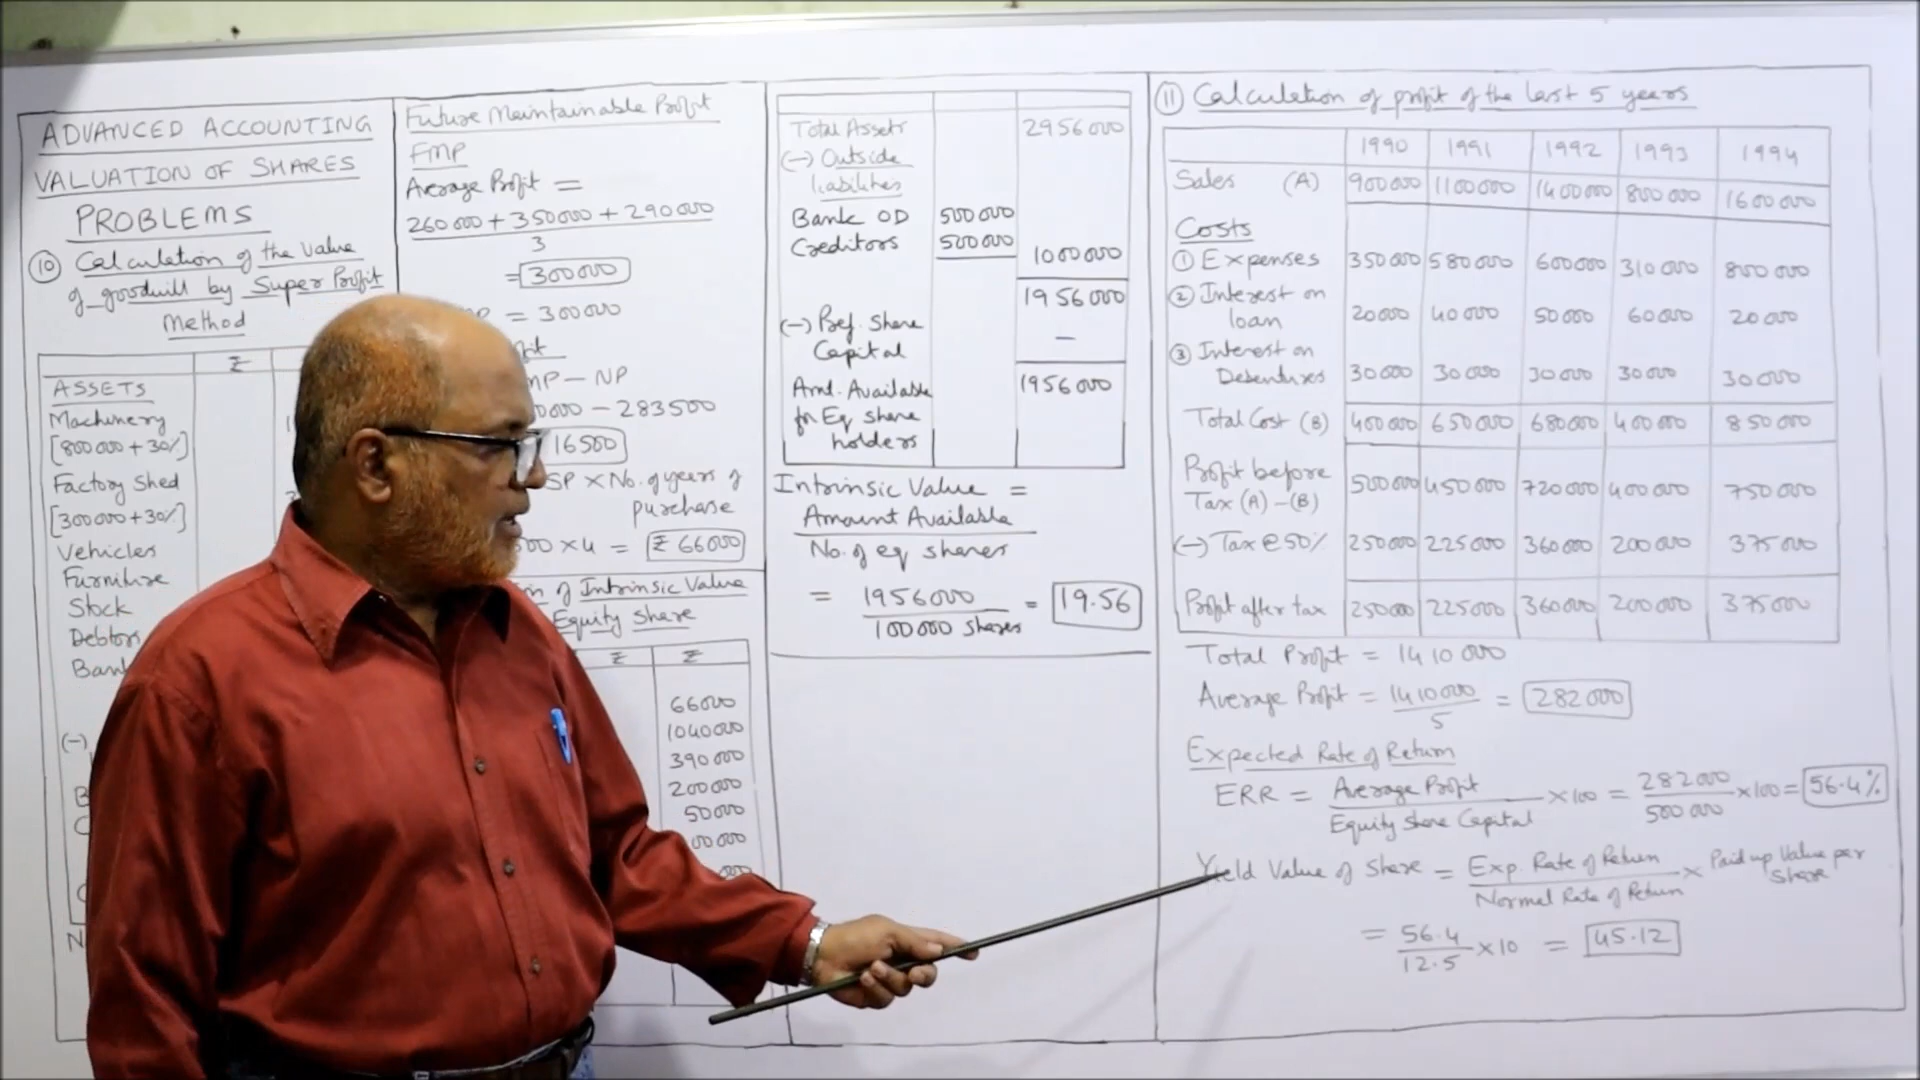 ADVANCED ACCOUNTING
VALUATION OF SHARES
PROBLEMS
10 Calculation of the Value
of goodwill by Super Profit
Method
₹
ASSETS
Machinery
[800000 + 30%]
Factory Shed
[300000 + 30%]
Vehicles
Furniture
Stock
Debtors
Bank
(-)
Future Maintainable Profit
FMP
Average Profit =
260000 + 350000 + 290000
3
= 300000
= 300000
MP - NP
0000 - 283500
16500
SP × No. of years of
purchase
500 × 4 = ₹ 66000
n of Intrinsic Value
Equity Share
₹ ₹
66000
1040000
390000
200000
50000
00000
Total Assets 2956000
(-) Outside
liabilities
Bank OD 500000
Creditors 500000 1000000
1956000
(-) Pref. Share
Capital -
Amt. Available 1956000
for Eq share
holders
Intrinsic Value =
Amount Available
No. of eq shares
= 1956000 = 19.56
100000 shares
11 Calculation of profit of the last 5 years
1990 1991 1992 1993 1994
Sales (A) 900000 1100000 1400000 800000 1600000
Costs
1 Expenses 350000 580000 600000 310000 800000
2 Interest on
loan 20000 40000 50000 60000 20000
3 Interest on
Debentures 30000 30000 30000 30000 30000
Total Cost (B) 400000 650000 680000 400000 850000
Profit before
Tax (A) - (B) 500000 450000 720000 400000 750000
(-) Tax @ 50% 250000 225000 360000 200000 375000
Profit after tax 250000 225000 360000 200000 375000
Total Profit = 1410000
Average Profit = 1410000 = 282000
5
Expected Rate of Return
ERR = Average Profit × 100 = 282000 × 100 = 56.4%
Equity Share Capital 500000
Yield Value of Share = Exp. Rate of Return × Paid up Value per
Normal Rate of Return Share
= 56.4 × 10 = 45.12
12.5